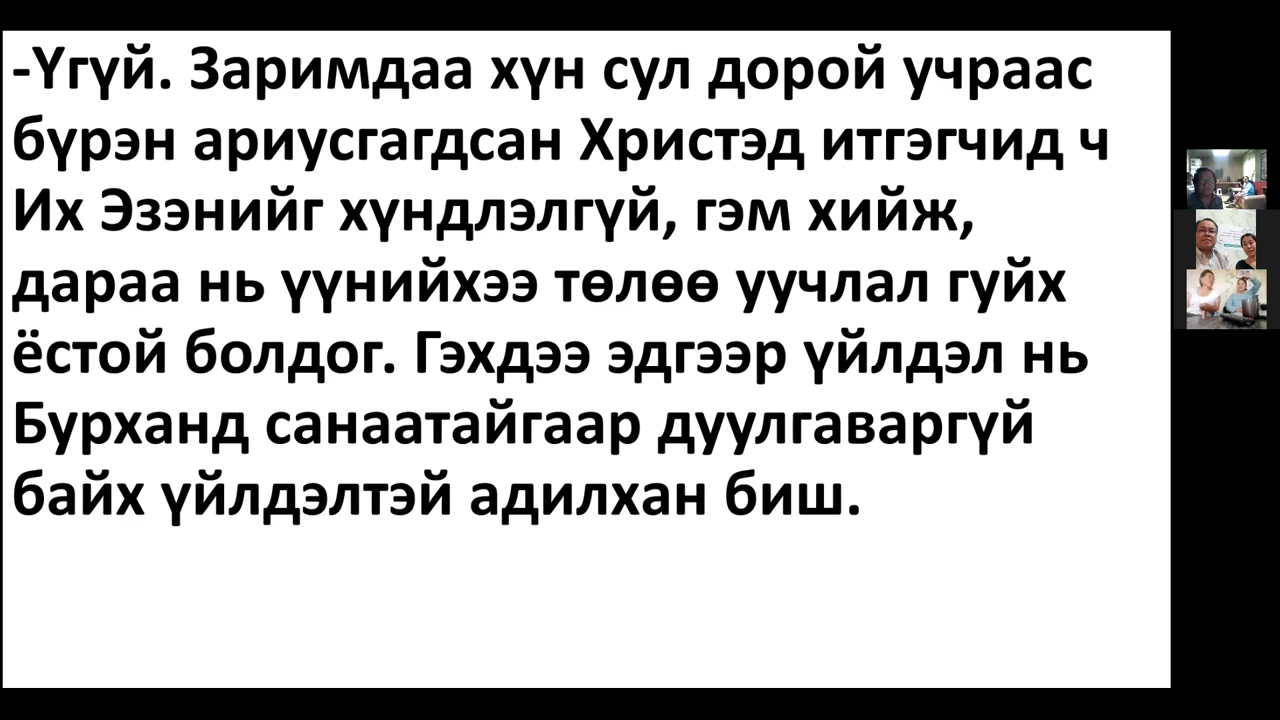 -Үгүй. Заримдаа хүн сул дорой учраас
бүрэн ариусгагдсан Христэд итгэгчид ч
Их Эзэнийг хүндлэлгүй, гэм хийж,
дараа нь үүнийхээ төлөө уучлал гуйх
ёстой болдог. Гэхдээ эдгээр үйлдэл нь
Бурханд санаатайгаар дуулгаваргүй
байх үйлдэлтэй адилхан биш.